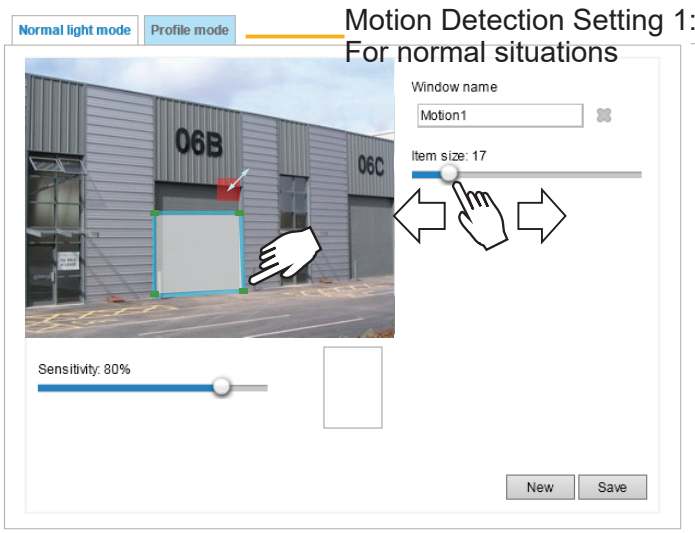 Normal light mode
Profile mode
Motion Detection Setting 1:
For normal situations
Window name
Motion1
Item size: 17
06B
06C
Sensitivity: 80%
New
Save